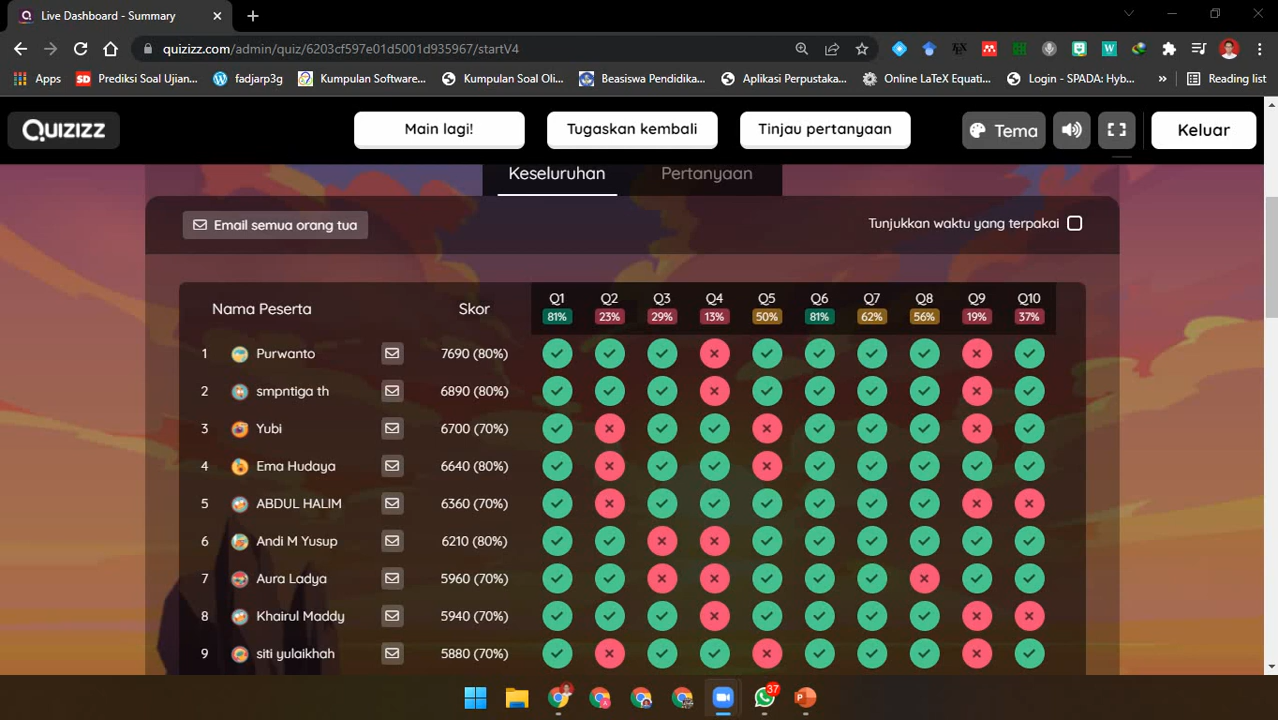 Live Dashboard - Summary
quizizz.com/admin/quiz/6203cf597e01d5001d935967/startV4
Apps SD Prediksi Soal Ujian... fadjarp3g Kumpulan Software... Kumpulan Soal Oli... Beasiswa Pendidika... Aplikasi Perpustaka... Online LaTeX Equati... Login - SPADA: Hyb... » Reading list
QUIZIZZ Main lagi! Tugaskan kembali Tinjau pertanyaan Tema Keluar
Keseluruhan Pertanyaan
Email semua orang tua Tunjukkan waktu yang terpakai
Nama Peserta Skor Q1 Q2 Q3 Q4 Q5 Q6 Q7 Q8 Q9 Q10
81% 23% 29% 13% 50% 81% 62% 56% 19% 37%
1 Purwanto 7690 (80%)
2 smpntiga th 6890 (80%)
3 Yubi 6700 (70%)
4 Ema Hudaya 6640 (80%)
5 ABDUL HALIM 6360 (70%)
6 Andi M Yusup 6210 (80%)
7 Aura Ladya 5960 (70%)
8 Khairul Maddy 5940 (70%)
9 siti yulaikhah 5880 (70%)
37